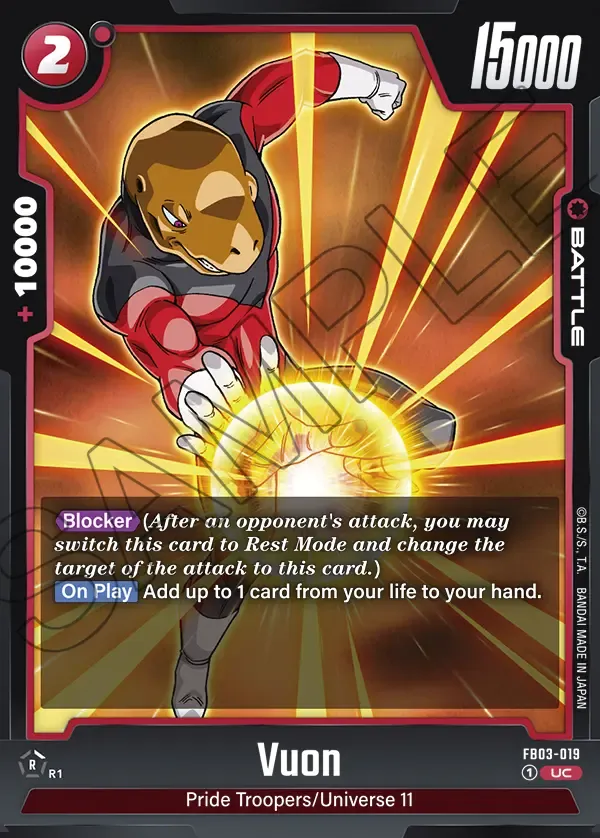 2
15000
+ 10000
BATTLE
SAMPLE
Blocker (After an opponent's attack, you may
switch this card to Rest Mode and change the
target of the attack to this card.)
On Play Add up to 1 card from your life to your hand.
©B.S./S., T.A. BANDAI MADE IN JAPAN
Vuon
FB03-019
R R1
1 UC
Pride Troopers/Universe 11